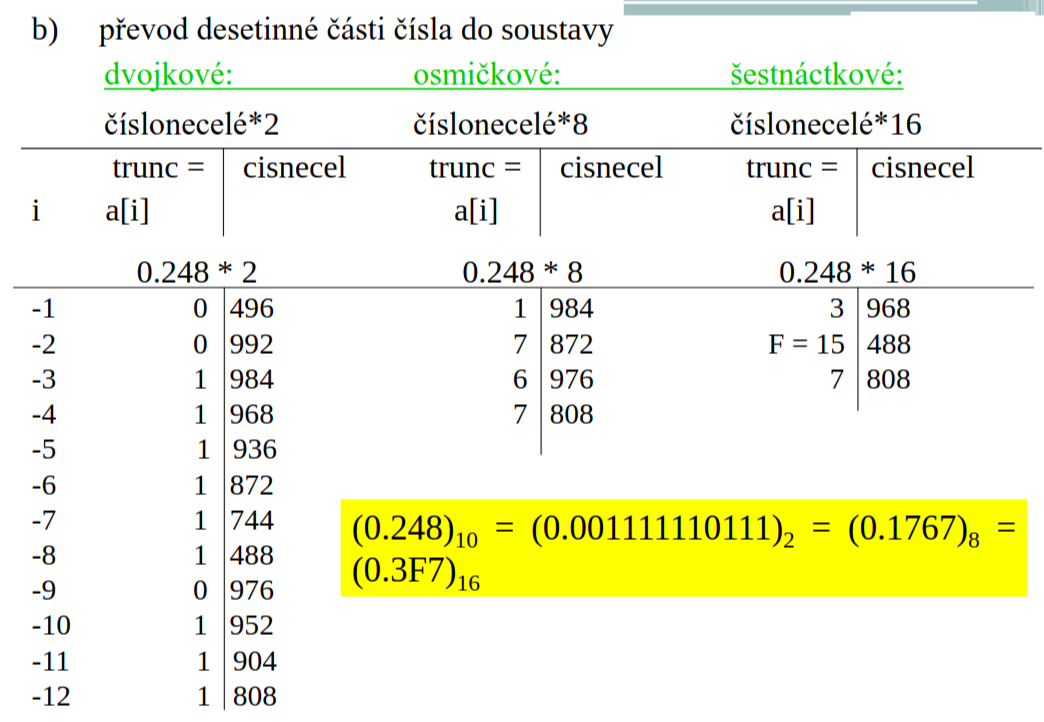 b) převod desetinné části čísla do soustavy
dvojkové: osmičkové: šestnáctkové:
číslonecelé*2 číslonecelé*8 číslonecelé*16
trunc = cisnecel trunc = cisnecel trunc = cisnecel
i a[i] a[i] a[i]
0.248 * 2 0.248 * 8 0.248 * 16
-1 0 496 1 984 3 968
-2 0 992 7 872 F = 15 488
-3 1 984 6 976 7 808
-4 1 968 7 808
-5 1 936
-6 1 872
-7 1 744
-8 1 488
-9 0 976
-10 1 952
-11 1 904
-12 1 808
(0.248)10 = (0.001111110111)2 = (0.1767)8 =
(0.3F7)16